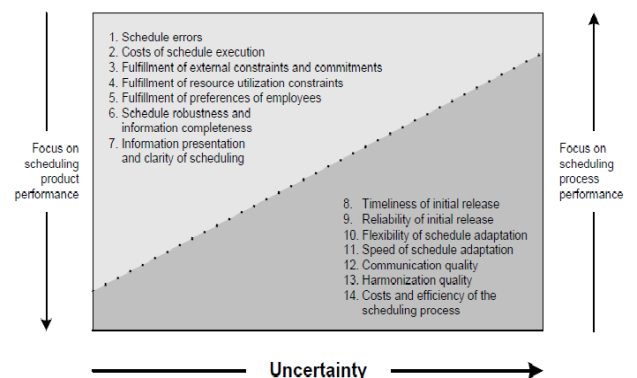 1. Schedule errors
2. Costs of schedule execution
3. Fulfillment of external constraints and commitments
4. Fulfillment of resource utilization constraints
5. Fulfillment of preferences of employees
6. Schedule robustness and
information completeness
7. Information presentation
and clarity of scheduling
Focus on
scheduling
product
performance
Focus on
scheduling
process
performance
8. Timeliness of initial release
9. Reliability of initial release
10. Flexibility of schedule adaptation
11. Speed of schedule adaptation
12. Communication quality
13. Harmonization quality
14. Costs and efficiency of the
scheduling process
Uncertainty